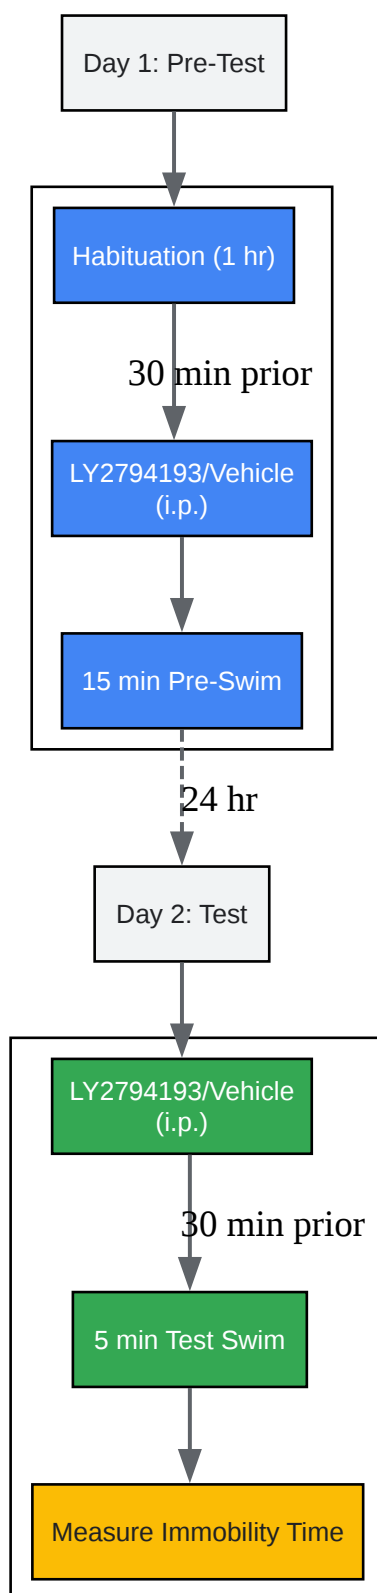 Day 1: Pre-Test
Habituation (1 hr)
30 min prior
LY2794193/Vehicle
(i.p.)
15 min Pre-Swim
24 hr
Day 2: Test
LY2794193/Vehicle
(i.p.)
30 min prior
5 min Test Swim
Measure Immobility Time